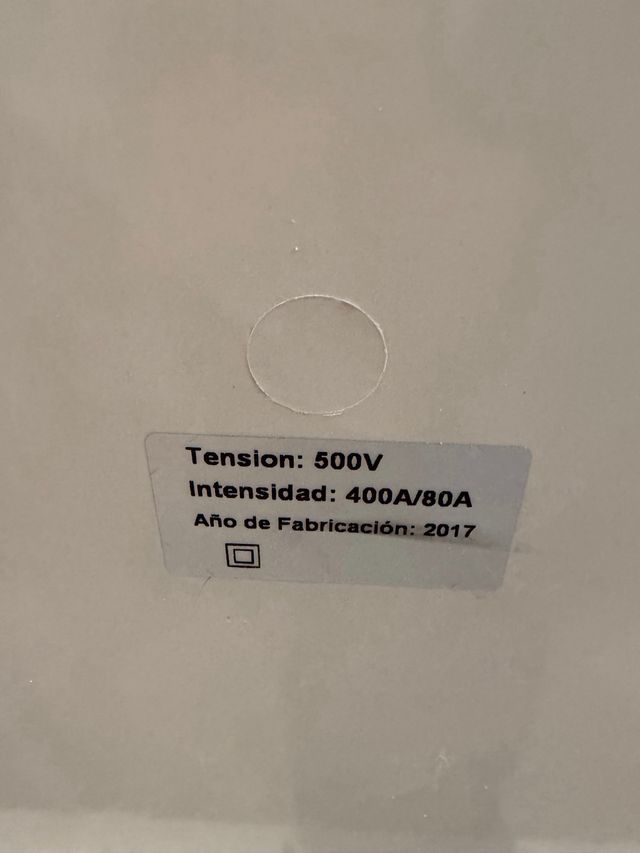 Tension: 500V
Intensidad: 400A/80A
Año de Fabricación: 2017